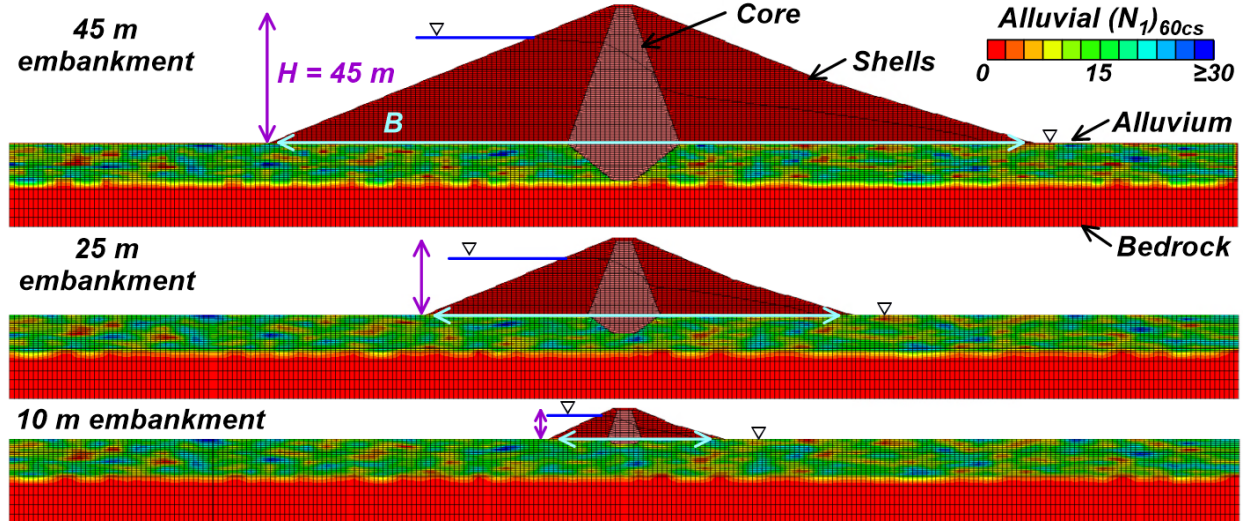 45 m
embankment
H = 45 m
B
Core
Shells
Alluvial (N1)60cs
0 15 ≥30
Alluvium
Bedrock
25 m
embankment
10 m embankment